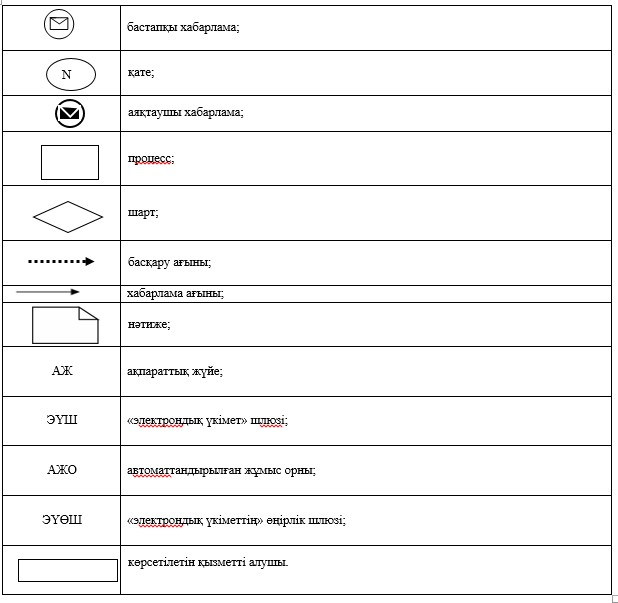 бастапқы хабарлама;
N қате;
аяқтаушы хабарлама;
процесс;
шарт;
басқару ағыны;
хабарлама ағыны;
нәтиже;
АЖ ақпараттық жүйе;
ЭҮШ «электрондық үкімет» шлюзі;
АЖО автоматтандырылған жұмыс орны;
ЭҮӨШ «электрондық үкіметтің» өңірлік шлюзі;
көрсетілетін қызметті алушы.